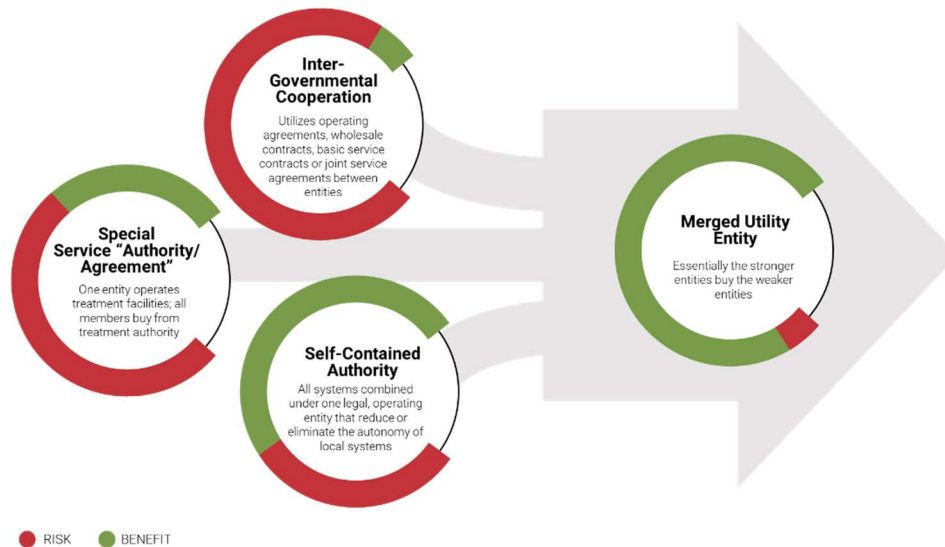 Inter-
Governmental
Cooperation
Utilizes operating
agreements, wholesale
contracts, basic service
contracts or joint service
agreements between
entities
Special
Service “Authority/
Agreement”
One entity operates
treatment facilities; all
members buy from
treatment authority
Self-Contained
Authority
All systems combined
under one legal, operating
entity that reduce or
eliminate the autonomy of
local systems
Merged Utility
Entity
Essentially the stronger
entities buy the weaker
entities
RISK
BENEFIT